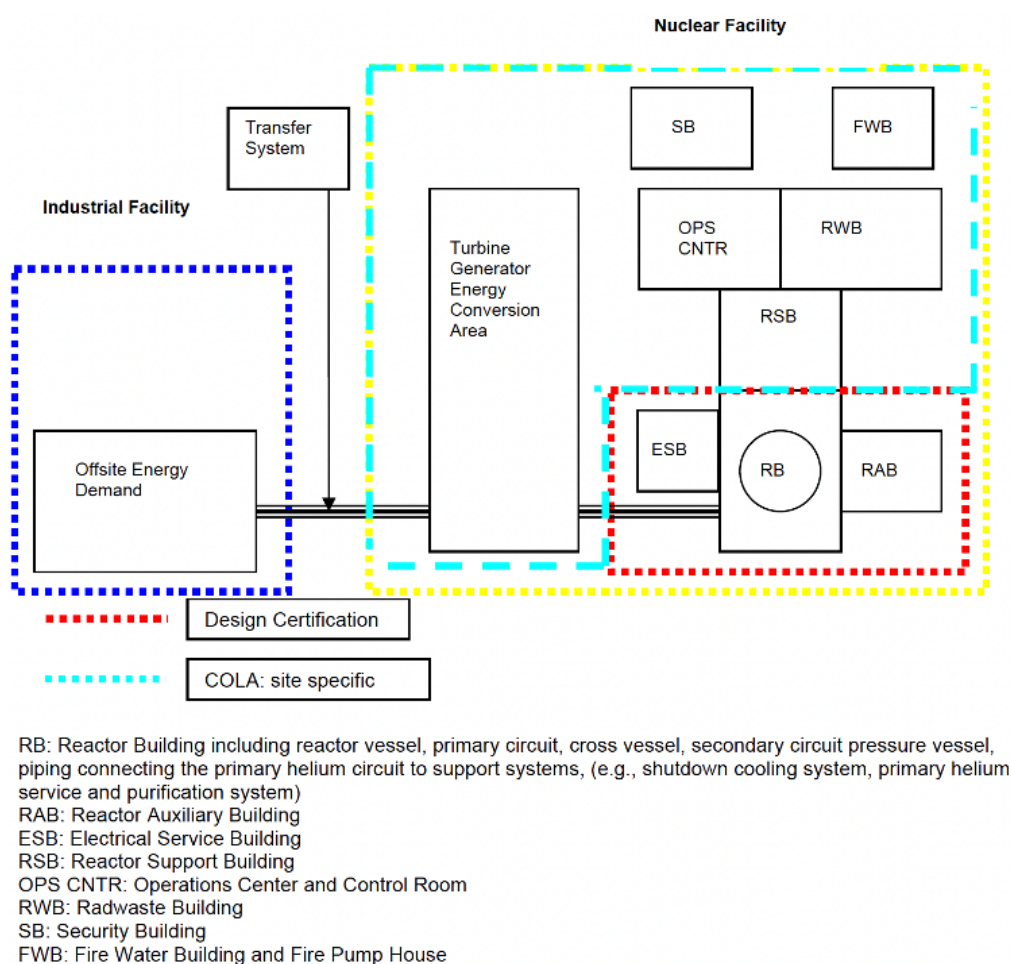 Nuclear Facility
Transfer
System
SB
FWB
Industrial Facility
OPS
CNTR
RWB
Turbine
Generator
Energy
Conversion
Area
RSB
Offsite Energy
Demand
ESB
RB
RAB
Design Certification
COLA: site specific
RB: Reactor Building including reactor vessel, primary circuit, cross vessel, secondary circuit pressure vessel,
piping connecting the primary helium circuit to support systems, (e.g., shutdown cooling system, primary helium
service and purification system)
RAB: Reactor Auxiliary Building
ESB: Electrical Service Building
RSB: Reactor Support Building
OPS CNTR: Operations Center and Control Room
RWB: Radwaste Building
SB: Security Building
FWB: Fire Water Building and Fire Pump House